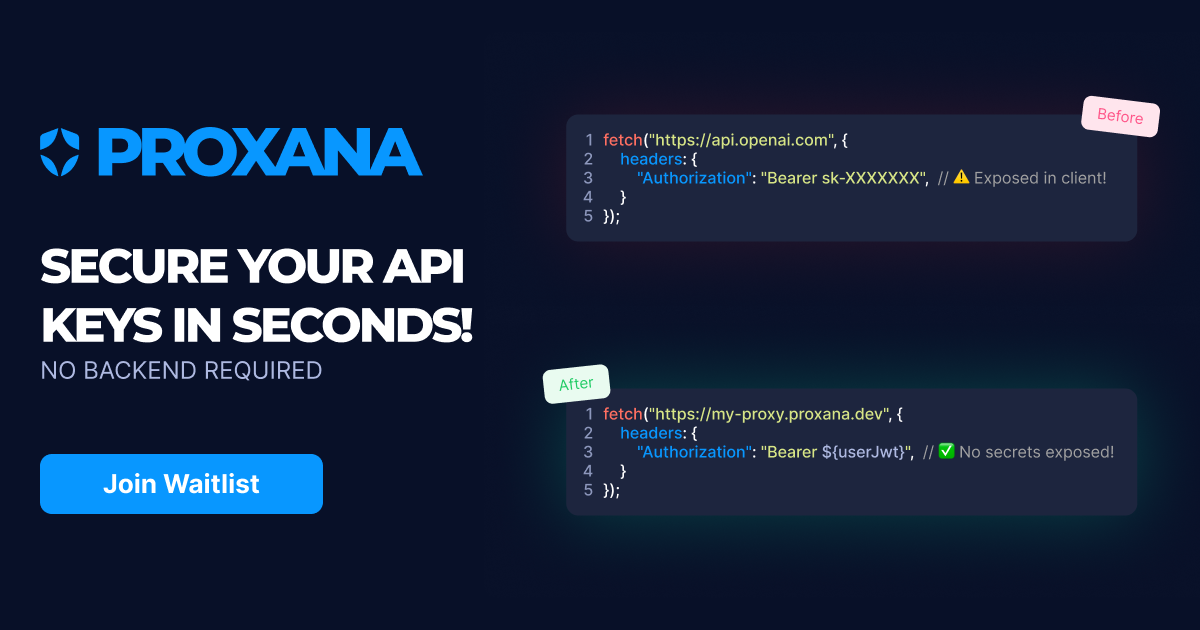 PROXANA
SECURE YOUR API
KEYS IN SECONDS!
NO BACKEND REQUIRED
Join Waitlist
Before
1 fetch("https://api.openai.com", {
2 headers: {
3 "Authorization": "Bearer sk-XXXXXXX", // ⚠️ Exposed in client!
4 }
5 });
After
1 fetch("https://my-proxy.proxana.dev", {
2 headers: {
3 "Authorization": "Bearer ${userJwt}", // ✅ No secrets exposed!
4 }
5 });